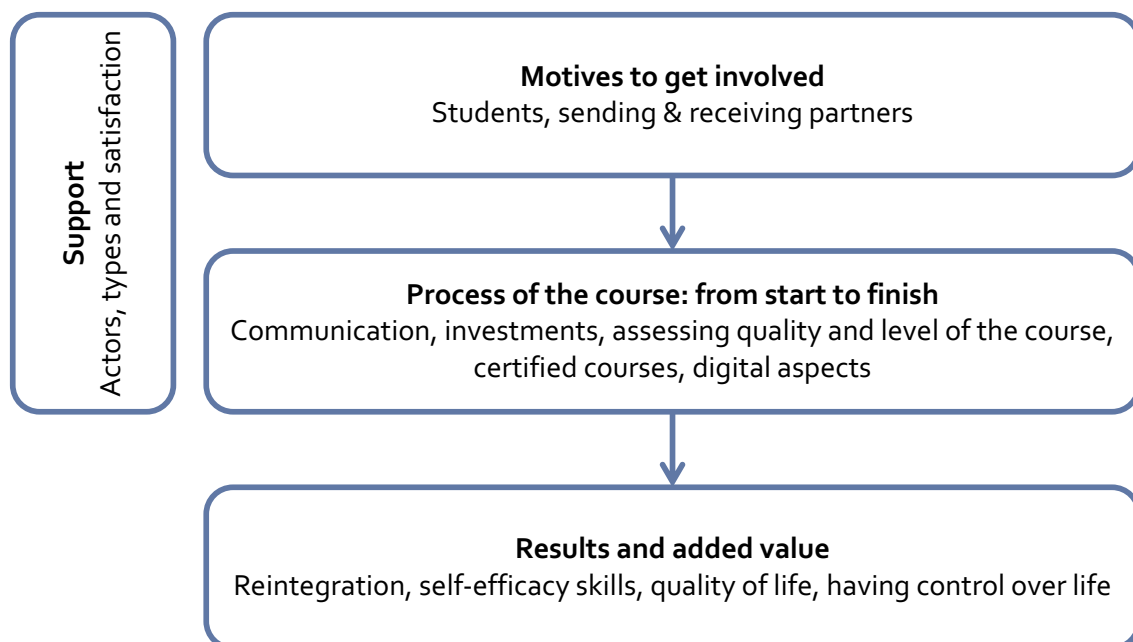 Support
Actors, types and satisfaction
Motives to get involved
Students, sending & receiving partners
Process of the course: from start to finish
Communication, investments, assessing quality and level of the course,
certified courses, digital aspects
Results and added value
Reintegration, self-efficacy skills, quality of life, having control over life